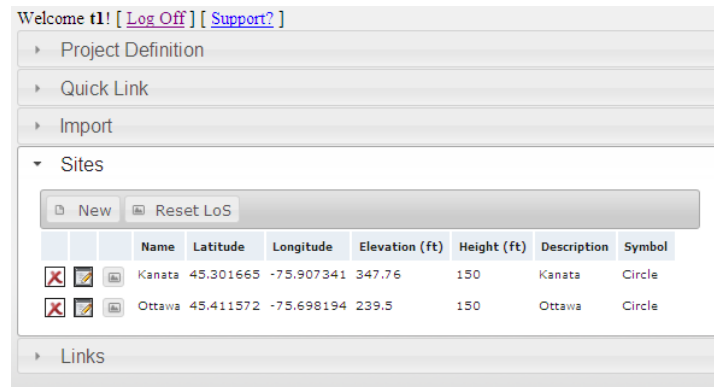 Welcome t1! [ Log Off ] [ Support? ]
Project Definition
Quick Link
Import
Sites
New Reset LoS
Name Latitude Longitude Elevation (ft) Height (ft) Description Symbol
Kanata 45.301665 -75.907341 347.76 150 Kanata Circle
Ottawa 45.411572 -75.698194 239.5 150 Ottawa Circle
Links